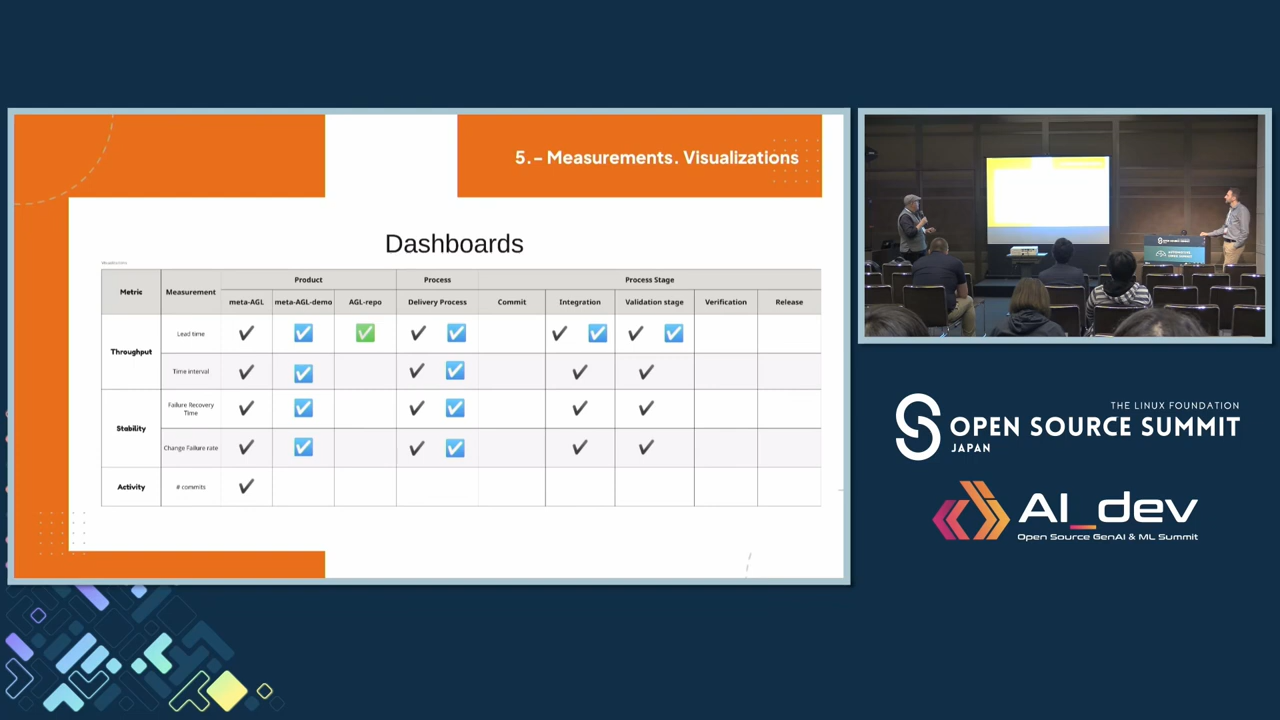 5.- Measurements. Visualizations
Dashboards
Metric Measurement Product Process Process Stage
meta-AGL meta-AGL-demo AGL-repo Delivery Process Commit Integration Validation stage Verification Release
Throughput Lead time ✔ ☑ ✅ ✔ ☑ ✔ ☑ ✔ ☑
Time interval ✔ ☑ ✔ ☑ ✔ ✔
Stability Failure Recovery Time ✔ ☑ ✔ ☑ ✔ ✔
Change Failure rate ✔ ☑ ✔ ☑ ✔ ✔
Activity # commits ✔
THE LINUX FOUNDATION
OPEN SOURCE SUMMIT
JAPAN
AI_dev
Open Source GenAI & ML Summit